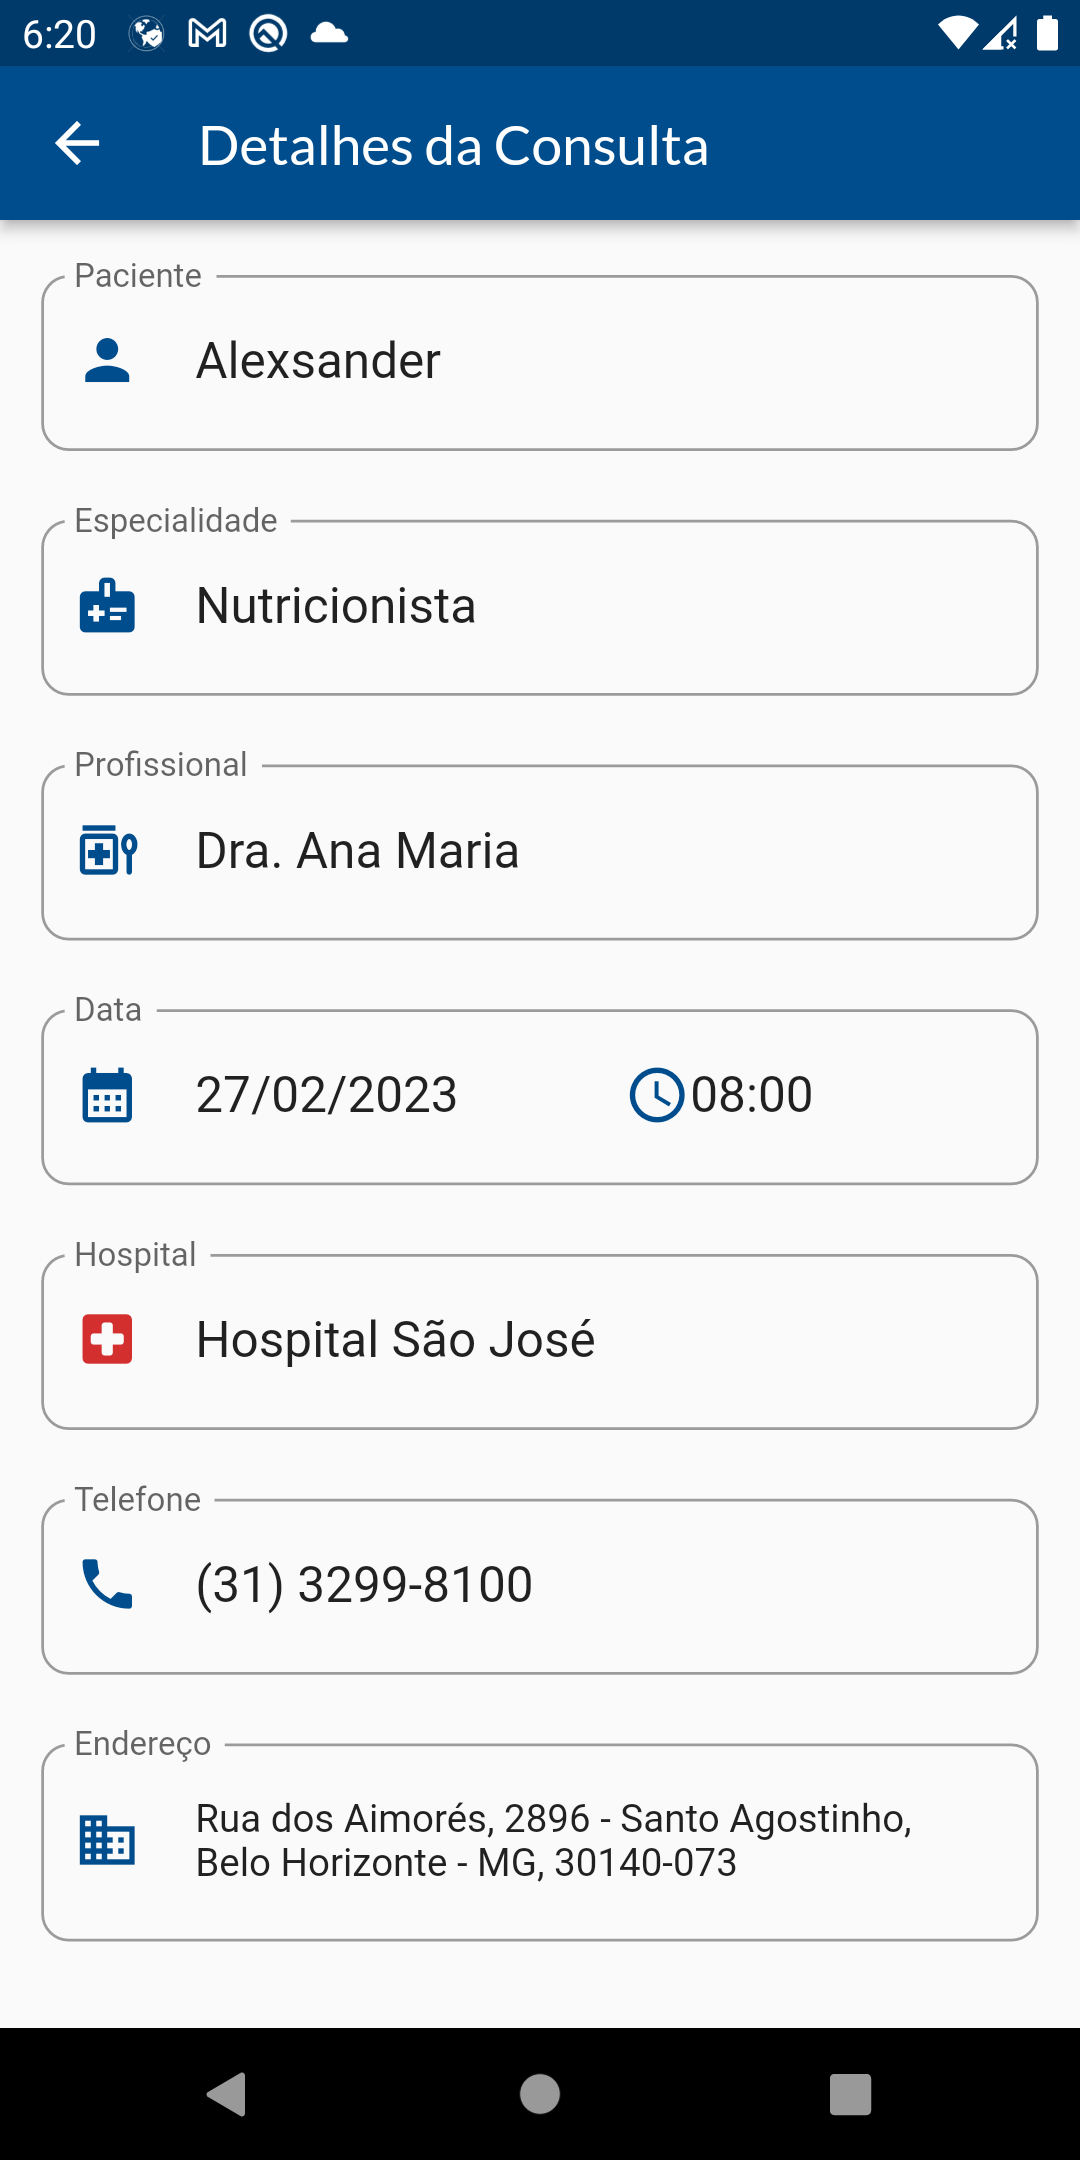 6:20
Detalhes da Consulta
Paciente
Alexsander
Especialidade
Nutricionista
Profissional
Dra. Ana Maria
Data
27/02/2023 08:00
Hospital
Hospital São José
Telefone
(31) 3299-8100
Endereço
Rua dos Aimorés, 2896 - Santo Agostinho,
Belo Horizonte - MG, 30140-073